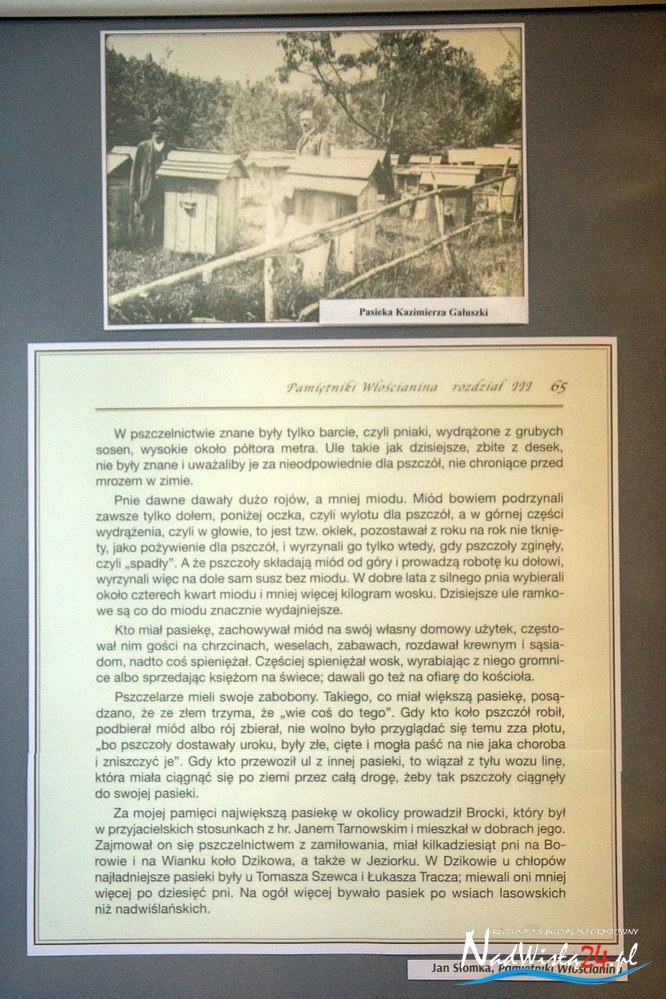 Pasieka Kazimierza Gałuszki
Pamiętniki Włościanina rozdział III 65
W pszczelnictwie znane były tylko barcie, czyli pniaki, wydrążone z grubych
sosen, wysokie około półtora metra. Ule takie jak dzisiejsze, zbite z desek,
nie były znane i uważaliby je za nieodpowiednie dla pszczół, nie chroniące przed
mrozem w zimie.
Pnie dawne dawały dużo rojów, a mniej miodu. Miód bowiem podrzynali
zawsze tylko dołem, poniżej oczka, czyli wylotu dla pszczół, a w górnej części
wydrążenia, czyli w głowie, to jest tzw. oklek, pozostawał z roku na rok nie tknię-
ty, jako pożywienie dla pszczół, i wyrzynali go tylko wtedy, gdy pszczoły zginęły,
czyli „spadły”. A że pszczoły składają miód od góry i prowadzą robotę ku dołowi,
wyrzynali więc na dole sam susz bez miodu. W dobre lata z silnego pnia wybierali
około czterech kwart miodu i mniej więcej kilogram wosku. Dzisiejsze ule ramko-
we są co do miodu znacznie wydajniejsze.
Kto miał pasiekę, zachowywał miód na swój własny domowy użytek, często-
wał nim gości na chrzcinach, weselach, zabawach, rozdawał krewnym i sąsia-
dom, nadto coś spieniężał. Częściej spieniężał wosk, wyrabiając z niego gromni-
ce albo sprzedając księżom na świece; dawali go też na ofiarę do kościoła.
Pszczelarze mieli swoje zabobony. Takiego, co miał większą pasiekę, posą-
dzano, że ze złem trzyma, że „wie coś do tego”. Gdy kto koło pszczół robił,
podbierał miód albo rój zbierał, nie wolno było przyglądać się temu zza płotu,
„bo pszczoły dostawały uroku, były złe, cięte i mogła paść na nie jaka choroba
i zniszczyć je”. Gdy kto przewoził ul z innej pasieki, to wiązał z tyłu wozu linę,
która miała ciągnąć się po ziemi przez całą drogę, żeby tak pszczoły ciągnęły
do swojej pasieki.
Za mojej pamięci największą pasiekę w okolicy prowadził Brocki, który był
w przyjacielskich stosunkach z hr. Janem Tarnowskim i mieszkał w dobrach jego.
Zajmował on się pszczelnictwem z zamiłowania, miał kilkadziesiąt pni na Bo-
rowie i na Wianku koło Dzikowa, a także w Jeziorku. W Dzikowie u chłopów
najładniejsze pasieki były u Tomasza Szewca i Łukasza Tracza; miewali oni mniej
więcej po dziesięć pni. Na ogół więcej bywało pasiek po wsiach lasowskich
niż nadwiślańskich.
REGIONALNY PORTAL INFORMACYJNY
NadWisłą24.pl
Jan Słomka, Pamiętniki Włościanina